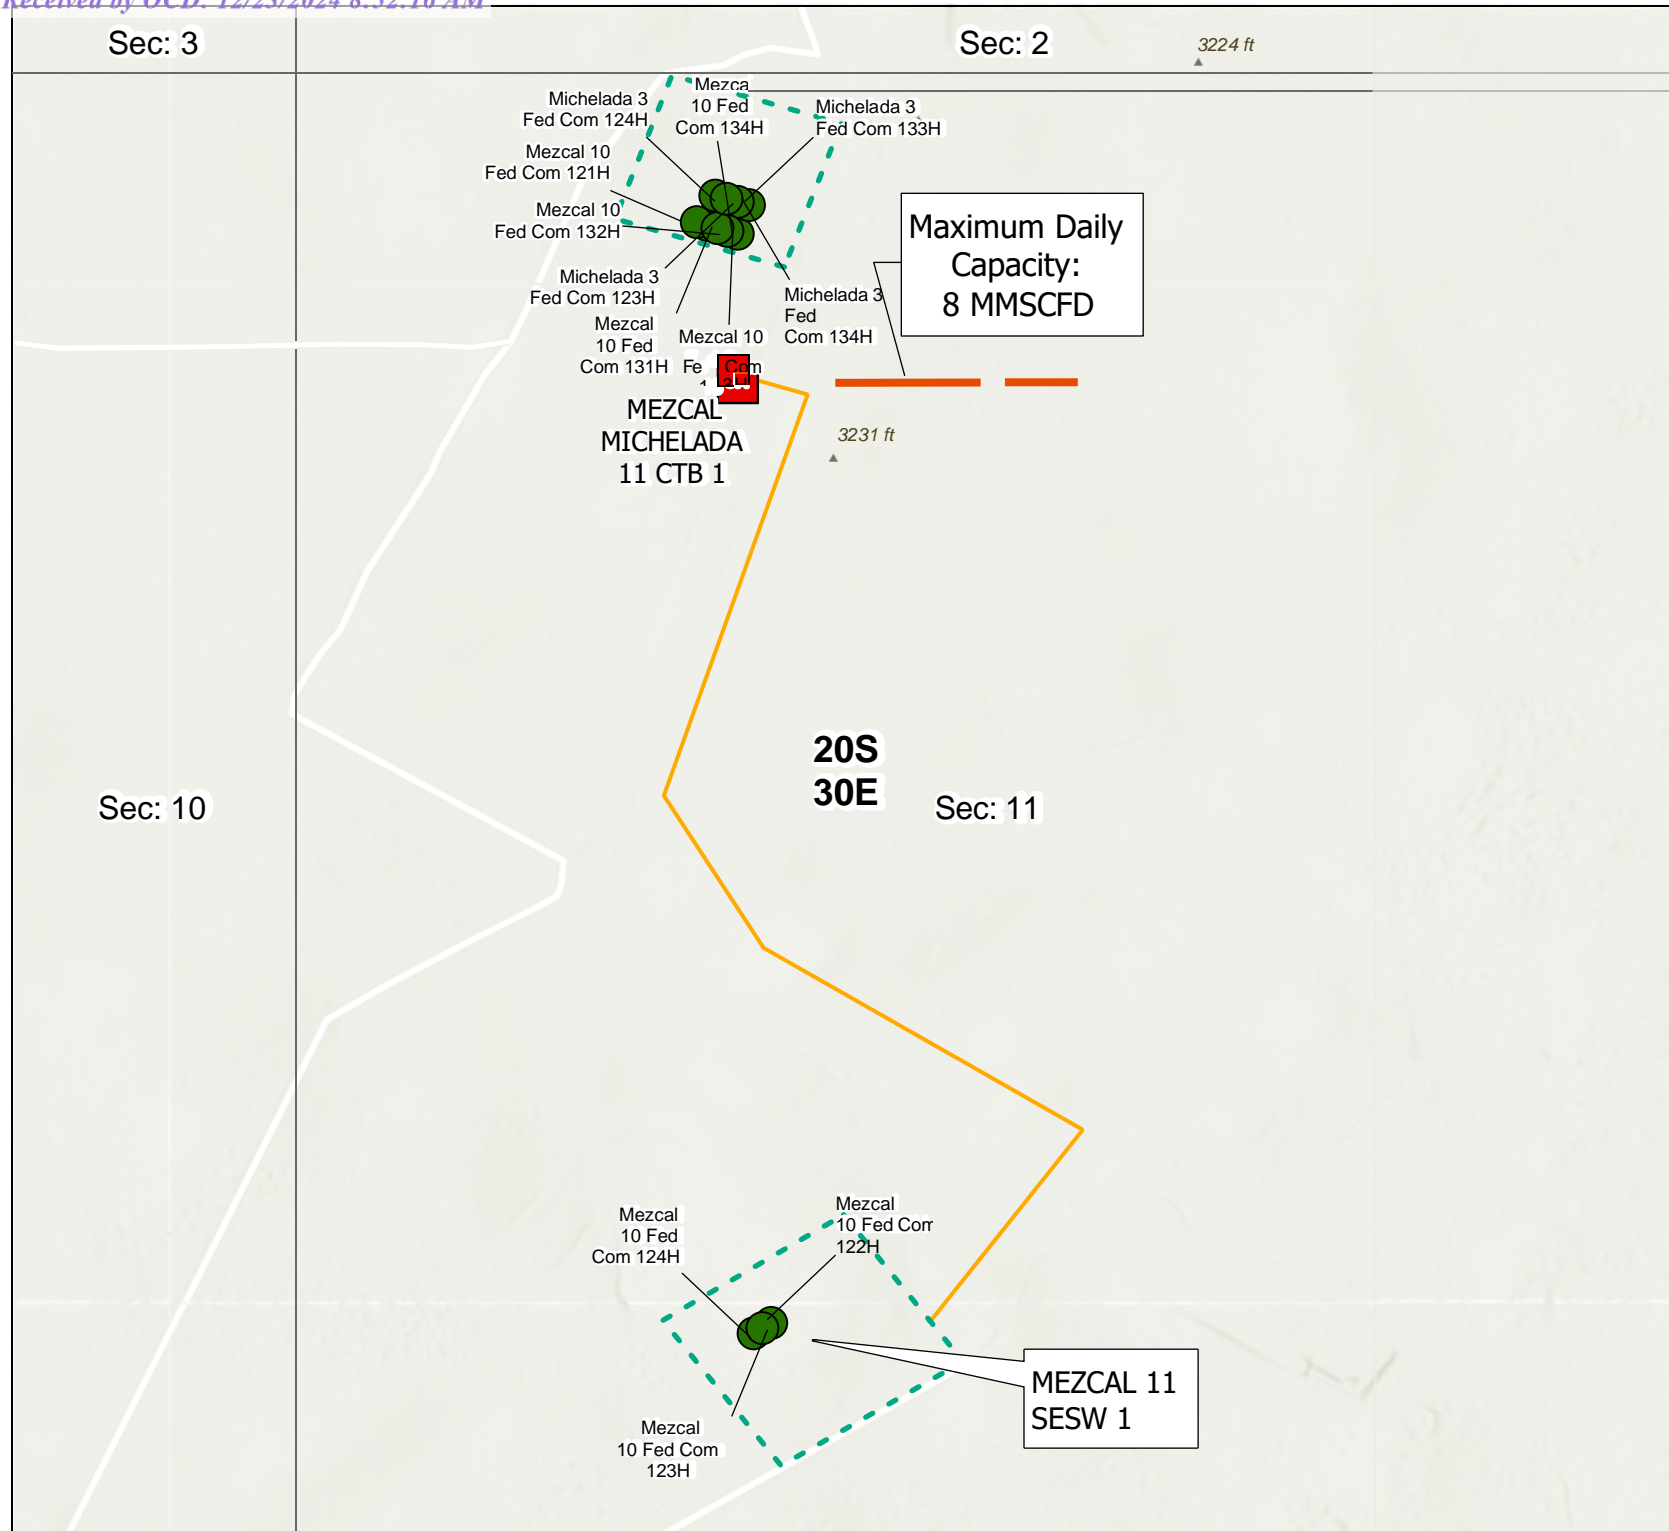 Received by OCD: 12/23/2024 8:52:16 AM
Sec: 3
Sec: 2
3224 ft
Michelada 3
Fed Com 124H
Mezca
10 Fed
Com 134H
Michelada 3
Fed Com 133H
Mezcal 10
Fed Com 121H
Mezcal 10
Fed Com 132H
Michelada 3
Fed Com 123H
Mezcal
10 Fed
Com 131H
Mezcal 10
Fe Com
Michelada 3
Fed
Com 134H
Maximum Daily
Capacity:
8 MMSCFD
MEZCAL
MICHELADA
11 CTB 1
3231 ft
20S
30E
Sec: 10
Sec: 11
Mezcal
10 Fed
Com 124H
Mezcal
10 Fed Com
122H
Mezcal
10 Fed Com
123H
MEZCAL 11
SESW 1